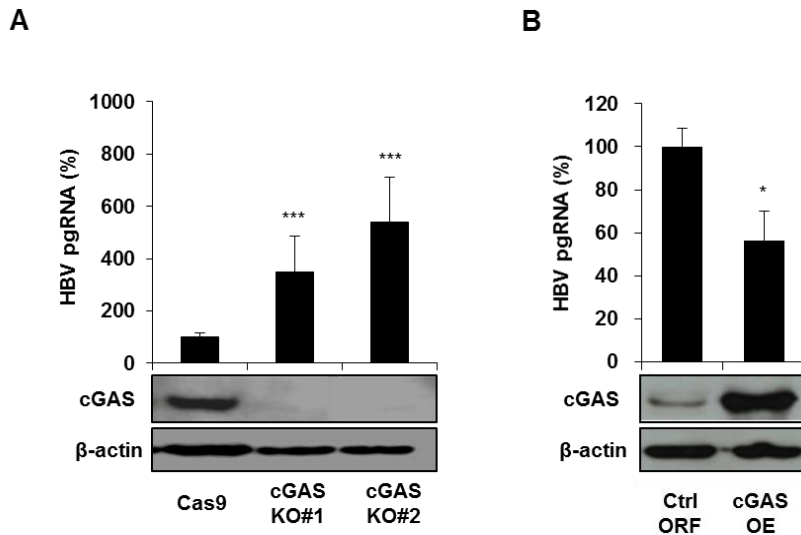 A
HBV pgRNA (%)
1000
800
600
400
200
0
***
***
cGAS
β-actin
Cas9
cGAS
KO#1
cGAS
KO#2
B
HBV pgRNA (%)
120
100
80
60
40
20
0
*
cGAS
β-actin
Ctrl
ORF
cGAS
OE